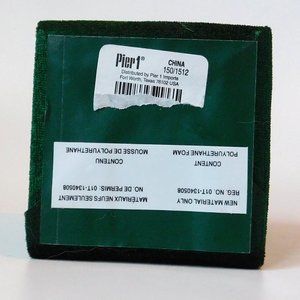 Pier1®
CHINA
150/1512
Distributed by Pier 1 Imports
Fort Worth, Texas 76102 USA
NEW MATERIAL ONLY
REG. NO. 01T-1340508
CONTENT
POLYURETHANE FOAM
MATÉRIAUX NEUFS SEULEMENT
NO DE PERMIS: 01T-1340508
CONTENU
MOUSSE DE POLYURETHANE